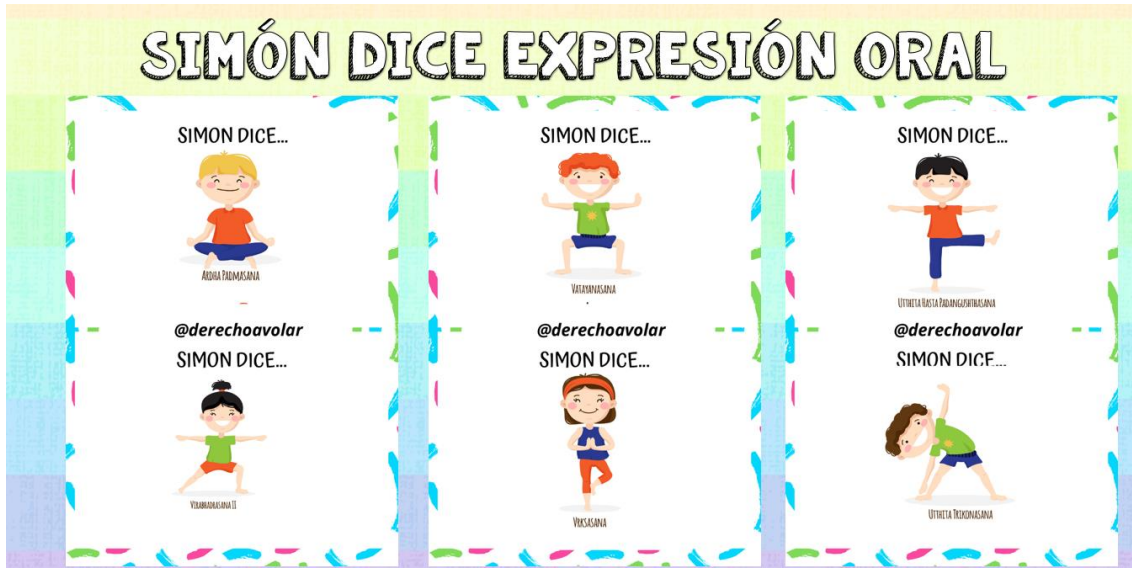 SIMÓN DICE EXPRESIÓN ORAL
SIMON DICE...
ARDHA PADMASANA
@derechoavolar
SIMON DICE...
VIRABHADRASANA II
SIMON DICE...
VATAYANASANA
@derechoavolar
SIMON DICE...
VRKSASANA
SIMON DICE...
UTTHITA HASTA PADANGUSHTHASANA
@derechoavolar
SIMON DICE...
UTTHITA TRIKONASANA